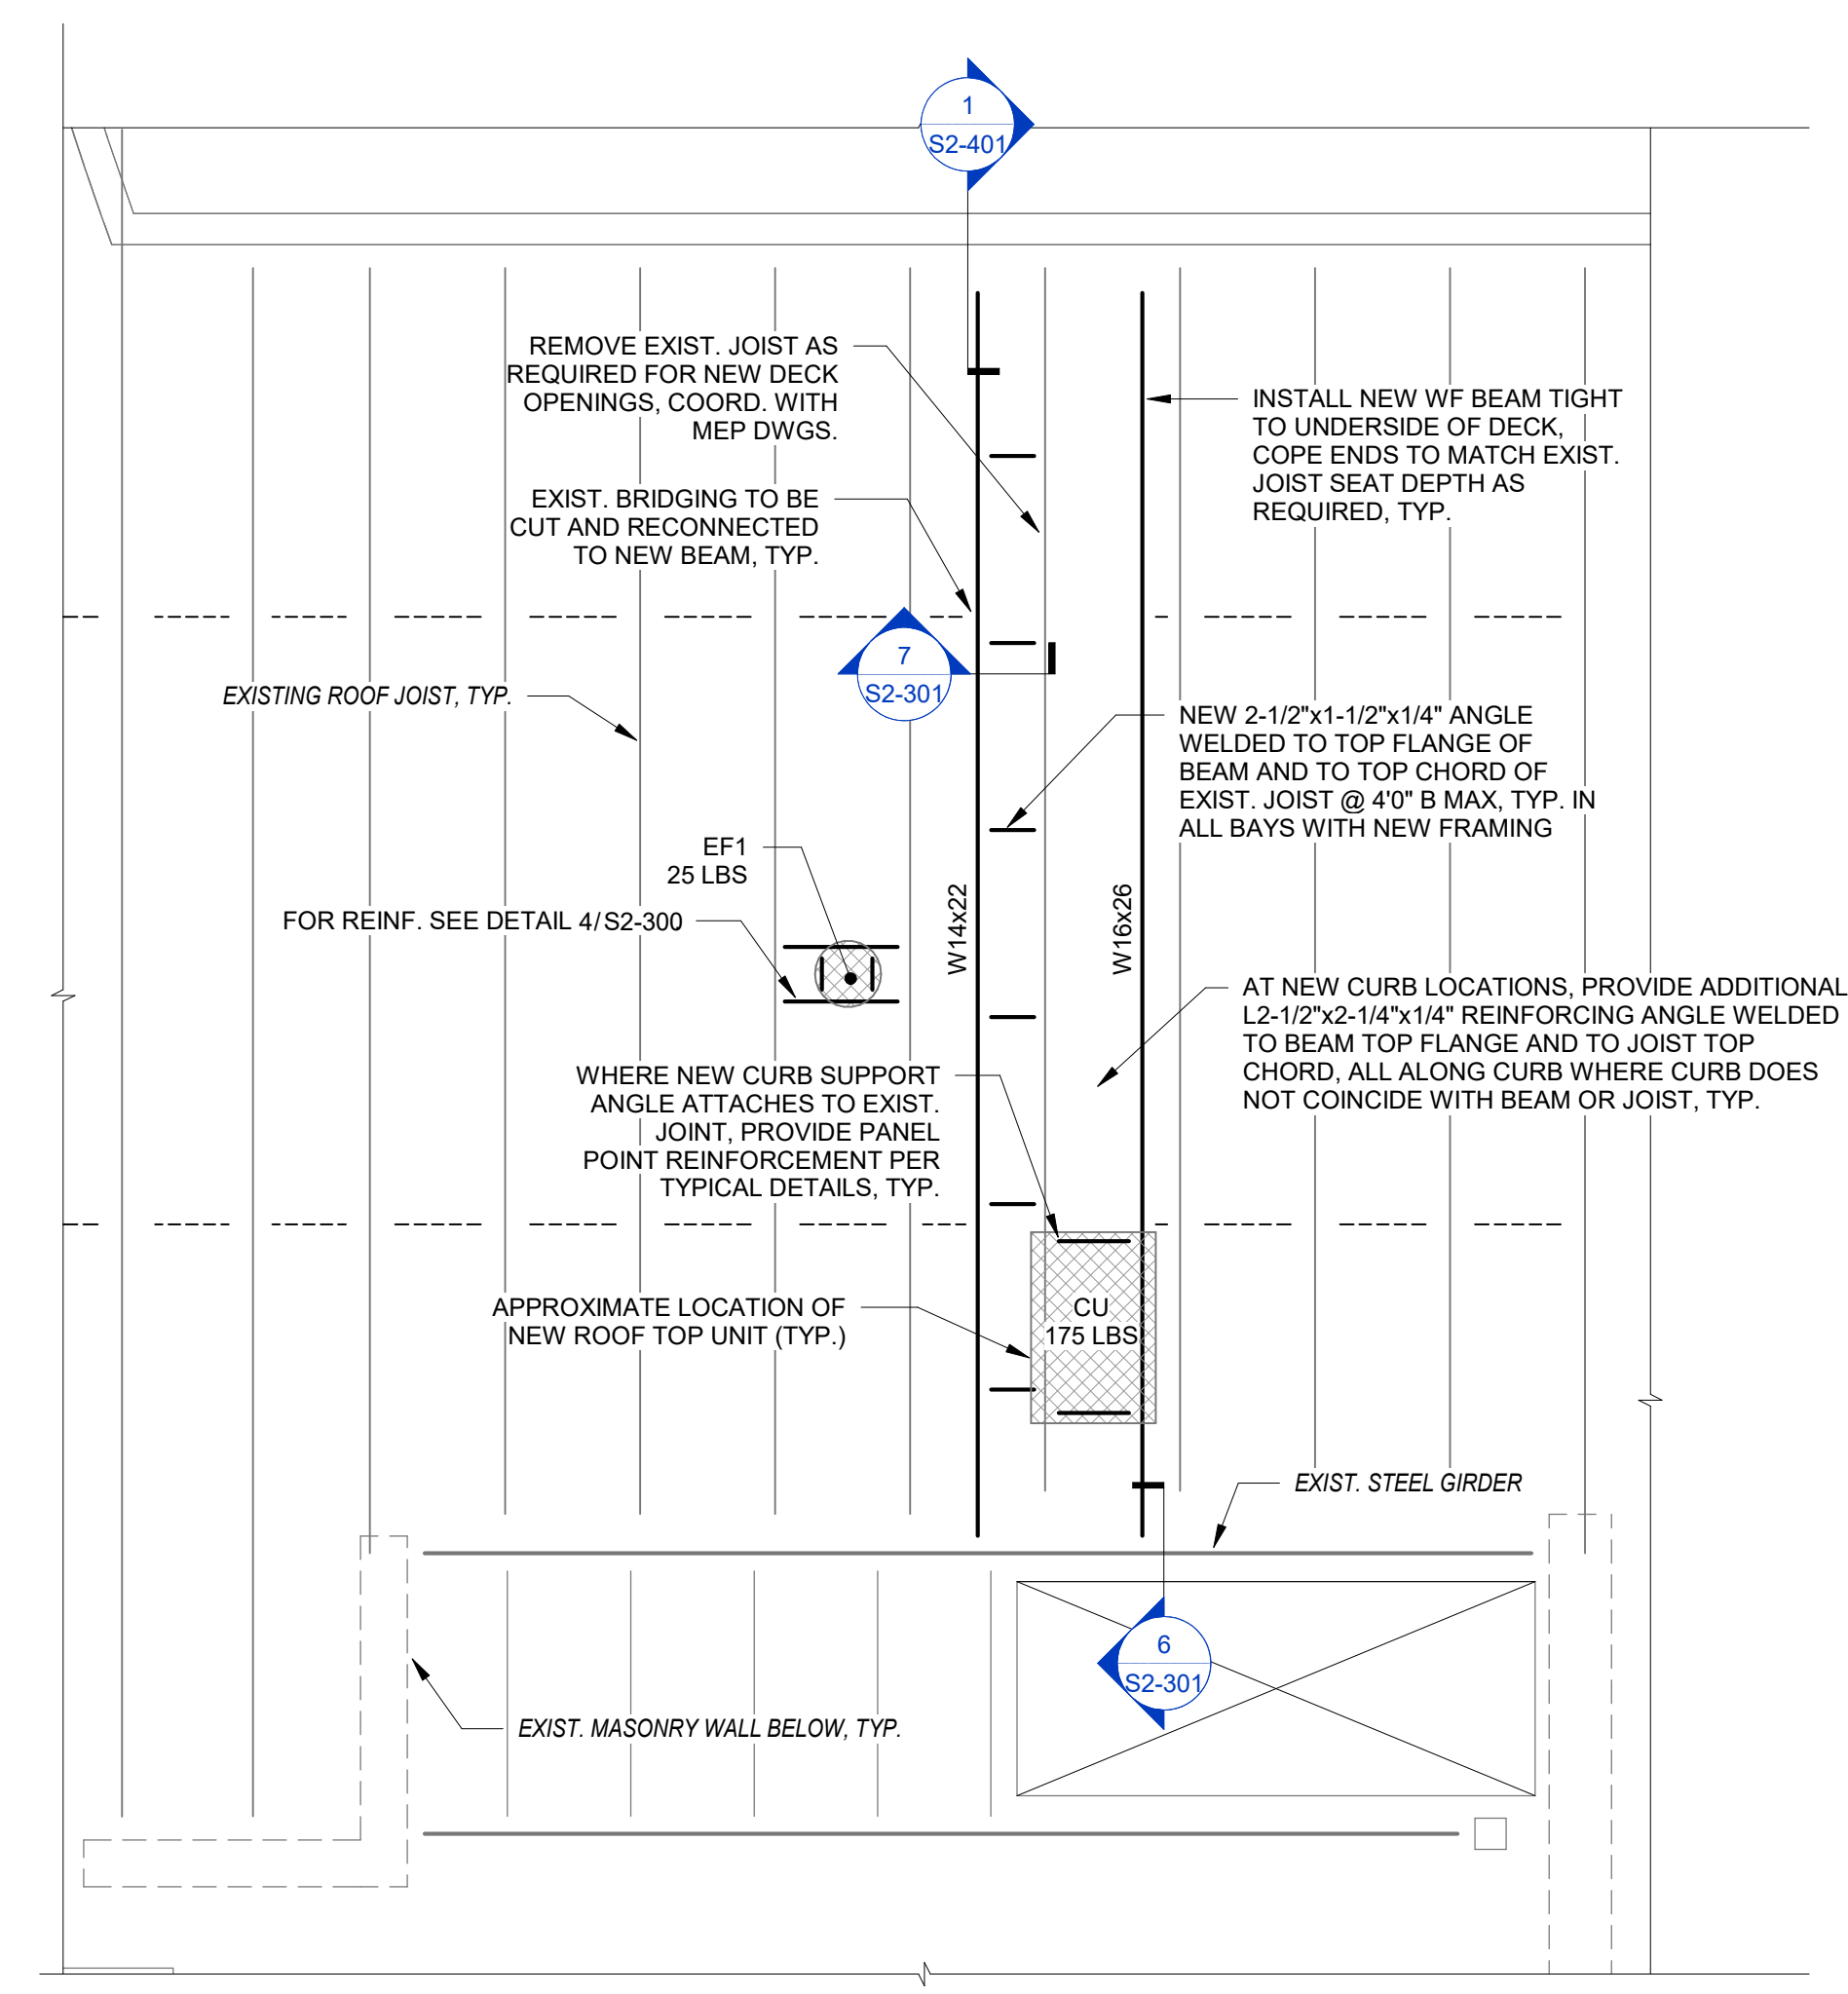 1
S2-401
REMOVE EXIST. JOIST AS
REQUIRED FOR NEW DECK
OPENINGS, COORD. WITH
MEP DWGS.
INSTALL NEW WF BEAM TIGHT
TO UNDERSIDE OF DECK,
COPE ENDS TO MATCH EXIST.
JOIST SEAT DEPTH AS
REQUIRED, TYP.
EXIST. BRIDGING TO BE
CUT AND RECONNECTED
TO NEW BEAM, TYP.
7
S2-301
EXISTING ROOF JOIST, TYP.
NEW 2-1/2"x1-1/2"x1/4" ANGLE
WELDED TO TOP FLANGE OF
BEAM AND TO TOP CHORD OF
EXIST. JOIST @ 4'0" B MAX, TYP. IN
ALL BAYS WITH NEW FRAMING
EF1
25 LBS
FOR REINF. SEE DETAIL 4/S2-300
W14x22
W16x26
AT NEW CURB LOCATIONS, PROVIDE ADDITIONAL
L2-1/2"x2-1/4"x1/4" REINFORCING ANGLE WELDED
TO BEAM TOP FLANGE AND TO JOIST TOP
CHORD, ALL ALONG CURB WHERE CURB DOES
NOT COINCIDE WITH BEAM OR JOIST, TYP.
WHERE NEW CURB SUPPORT
ANGLE ATTACHES TO EXIST.
JOINT, PROVIDE PANEL
POINT REINFORCEMENT PER
TYPICAL DETAILS, TYP.
APPROXIMATE LOCATION OF
NEW ROOF TOP UNIT (TYP.)
CU
175 LBS
EXIST. STEEL GIRDER
6
S2-301
EXIST. MASONRY WALL BELOW, TYP.